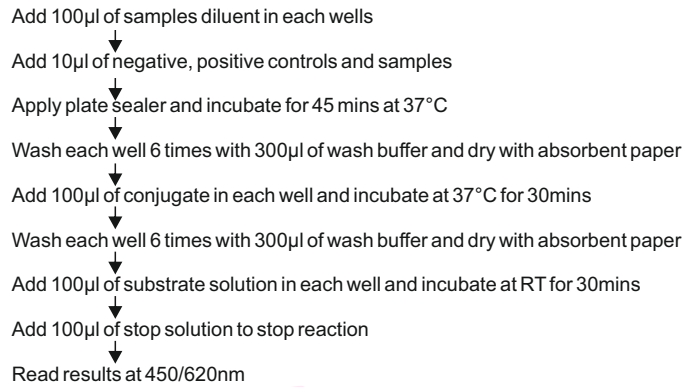 Add 100µl of samples diluent in each wells
Add 10µl of negative, positive controls and samples
Apply plate sealer and incubate for 45 mins at 37°C
Wash each well 6 times with 300µl of wash buffer and dry with absorbent paper
Add 100µl of conjugate in each well and incubate at 37°C for 30mins
Wash each well 6 times with 300µl of wash buffer and dry with absorbent paper
Add 100µl of substrate solution in each well and incubate at RT for 30mins
Add 100µl of stop solution to stop reaction
Read results at 450/620nm